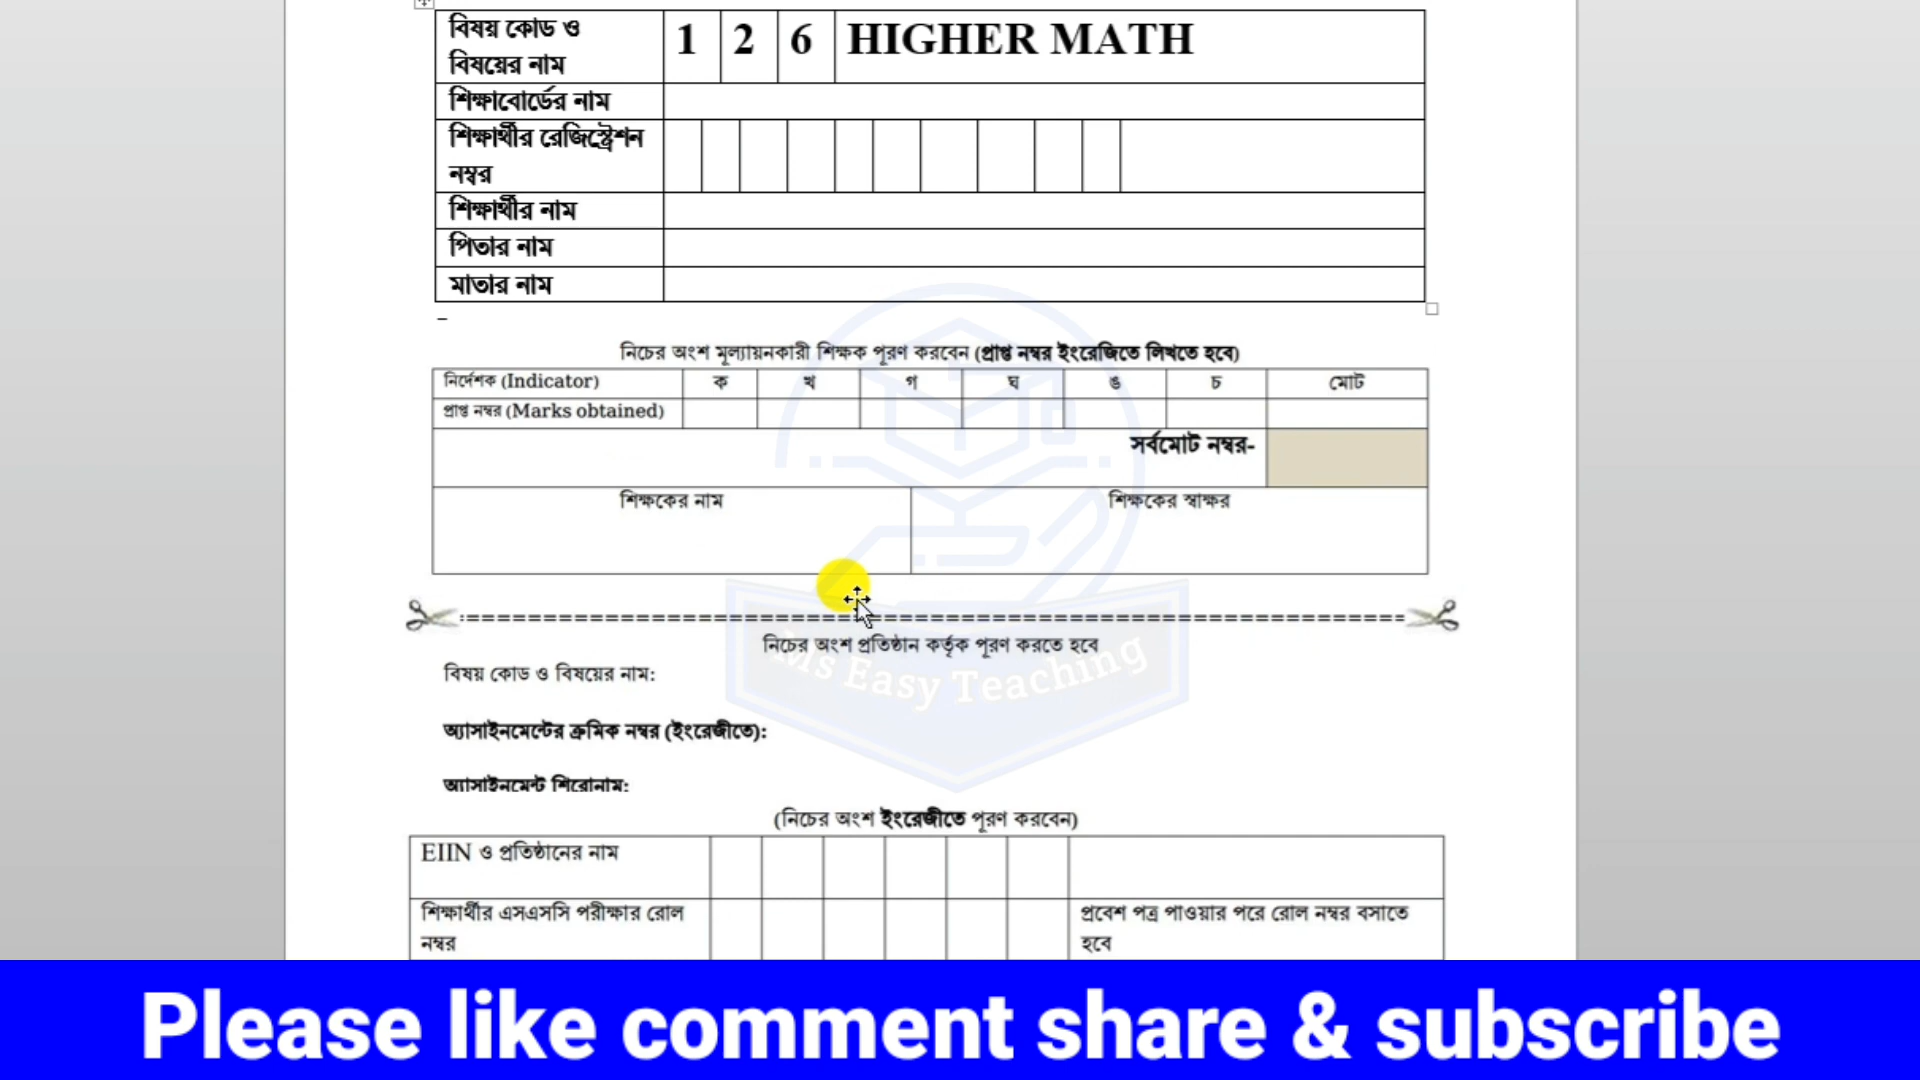 বিষয় কোড ও
বিষয়ের নাম
1 2 6 HIGHER MATH
শিক্ষাবোর্ডের নাম
শিক্ষার্থীর রেজিস্ট্রেশন
নম্বর
শিক্ষার্থীর নাম
পিতার নাম
মাতার নাম
নিচের অংশ মূল্যায়নকারী শিক্ষক পূরণ করবেন (প্রাপ্ত নম্বর ইংরেজিতে লিখতে হবে)
নির্দেশক (Indicator) ক খ গ ঘ ঙ চ মোট
প্রাপ্ত নম্বর (Marks obtained)
সর্বমোট নম্বর-
শিক্ষকের নাম শিক্ষকের স্বাক্ষর
নিচের অংশ প্রতিষ্ঠান কর্তৃক পূরণ করতে হবে
বিষয় কোড ও বিষয়ের নাম:
Ms Easy Teaching
অ্যাসাইনমেন্টের ক্রমিক নম্বর (ইংরেজীতে):
অ্যাসাইনমেন্ট শিরোনাম:
(নিচের অংশ ইংরেজীতে পূরণ করবেন)
EIIN ও প্রতিষ্ঠানের নাম
শিক্ষার্থীর এসএসসি পরীক্ষার রোল
নম্বর
প্রবেশ পত্র পাওয়ার পরে রোল নম্বর বসাতে
হবে
Please like comment share & subscribe